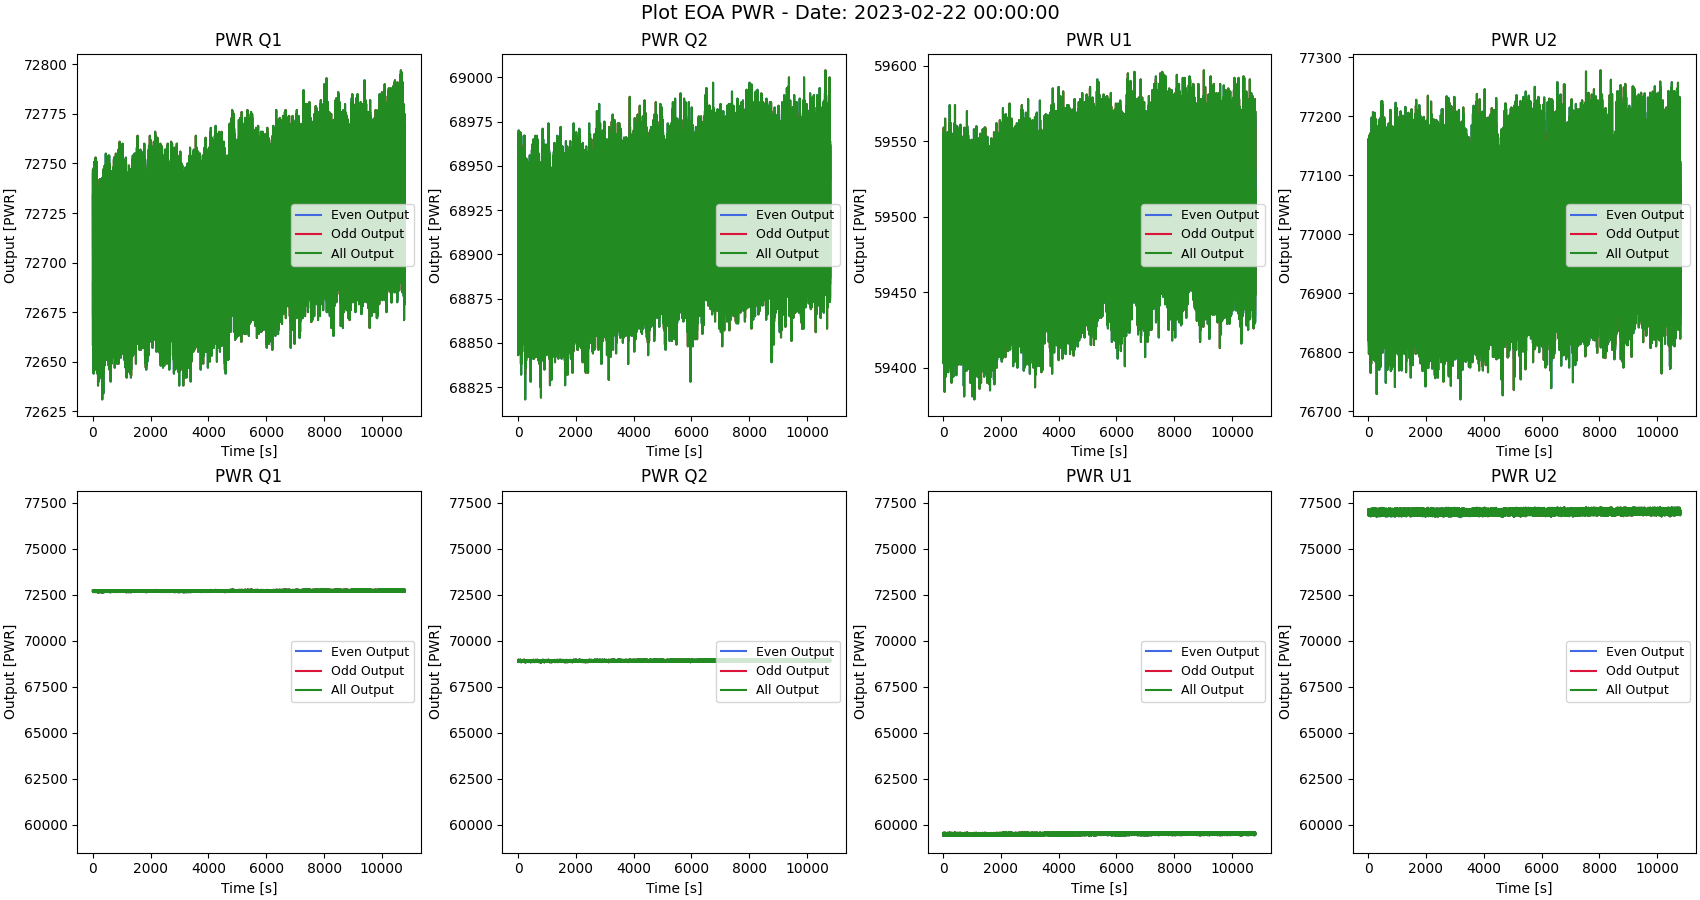 Plot EOA PWR - Date: 2023-02-22 00:00:00
PWR Q1
Output [PWR]
72800
72775
72750
72725
72700
72675
72650
72625
Even Output
Odd Output
All Output
0 2000 4000 6000 8000 10000
Time [s]
PWR Q2
Output [PWR]
69000
68975
68950
68925
68900
68875
68850
68825
Even Output
Odd Output
All Output
0 2000 4000 6000 8000 10000
Time [s]
PWR U1
Output [PWR]
59600
59550
59500
59450
59400
Even Output
Odd Output
All Output
0 2000 4000 6000 8000 10000
Time [s]
PWR U2
Output [PWR]
77300
77200
77100
77000
76900
76800
76700
Even Output
Odd Output
All Output
0 2000 4000 6000 8000 10000
Time [s]
PWR Q1
Output [PWR]
77500
75000
72500
70000
67500
65000
62500
60000
Even Output
Odd Output
All Output
0 2000 4000 6000 8000 10000
Time [s]
PWR Q2
Output [PWR]
77500
75000
72500
70000
67500
65000
62500
60000
Even Output
Odd Output
All Output
0 2000 4000 6000 8000 10000
Time [s]
PWR U1
Output [PWR]
77500
75000
72500
70000
67500
65000
62500
60000
Even Output
Odd Output
All Output
0 2000 4000 6000 8000 10000
Time [s]
PWR U2
Output [PWR]
77500
75000
72500
70000
67500
65000
62500
60000
Even Output
Odd Output
All Output
0 2000 4000 6000 8000 10000
Time [s]